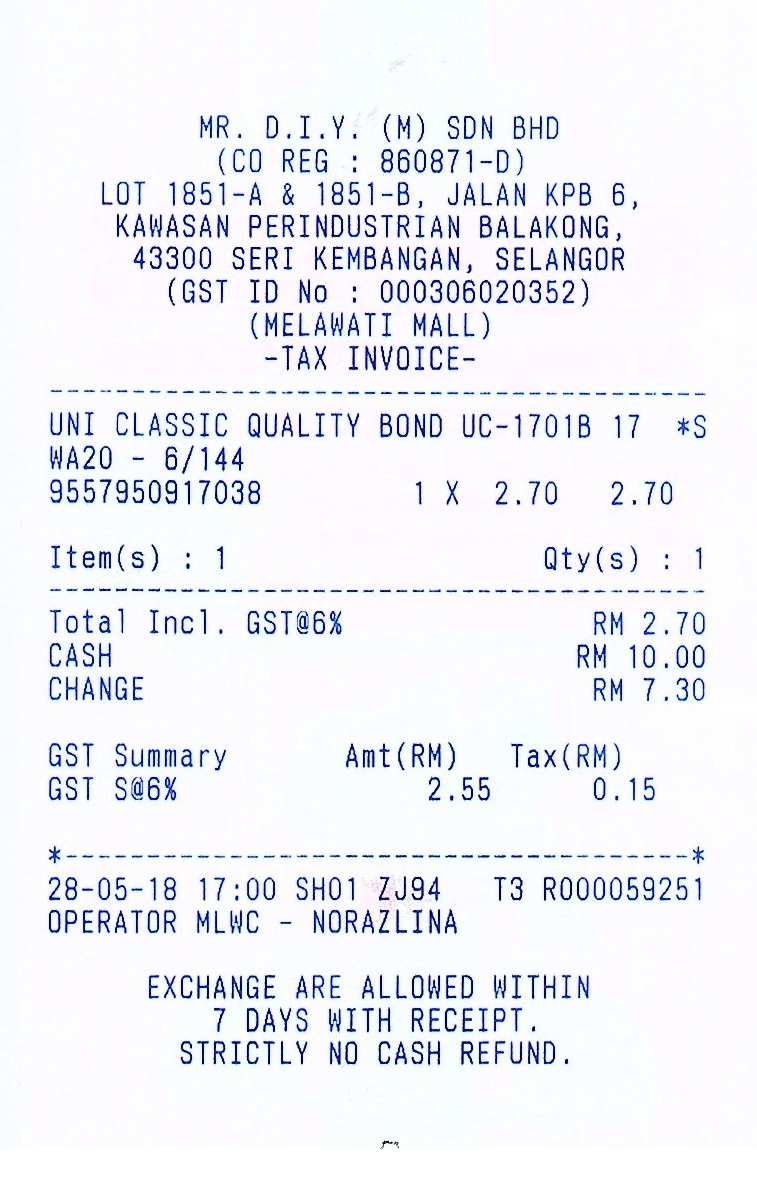 MR. D.I.Y. (M) SDN BHD
(CO REG : 860871-D)
LOT 1851-A & 1851-B, JALAN KPB 6,
KAWASAN PERINDUSTRIAN BALAKONG,
43300 SERI KEMBANGAN, SELANGOR
(GST ID No : 000306020352)
(MELAWATI MALL)
-TAX INVOICE-
----------------------------------------
UNI CLASSIC QUALITY BOND UC-1701B 17 *S
WA20 - 6/144
9557950917038 1 X 2.70 2.70
Item(s) : 1 Qty(s) : 1
----------------------------------------
Total Incl. GST@6% RM 2.70
CASH RM 10.00
CHANGE RM 7.30
GST Summary Amt(RM) Tax(RM)
GST S@6% 2.55 0.15
*--------------------------------------*
28-05-18 17:00 SH01 ZJ94 T3 R000059251
OPERATOR MLWC - NORAZLINA
EXCHANGE ARE ALLOWED WITHIN
7 DAYS WITH RECEIPT.
STRICTLY NO CASH REFUND.